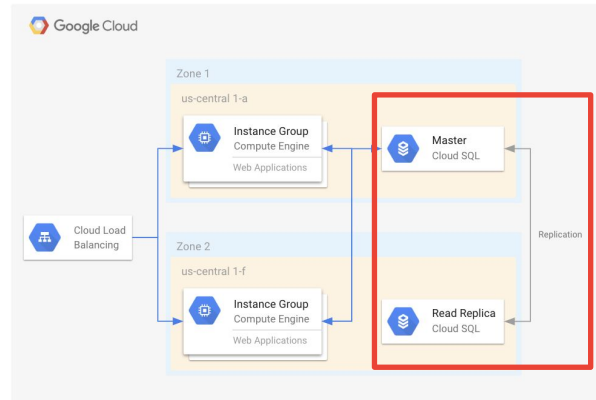 Google Cloud
Zone 1
us-central 1-a
Instance Group
Compute Engine
Web Applications
Master
Cloud SQL
Cloud Load
Balancing
Replication
Zone 2
us-central 1-f
Instance Group
Compute Engine
Web Applications
Read Replica
Cloud SQL